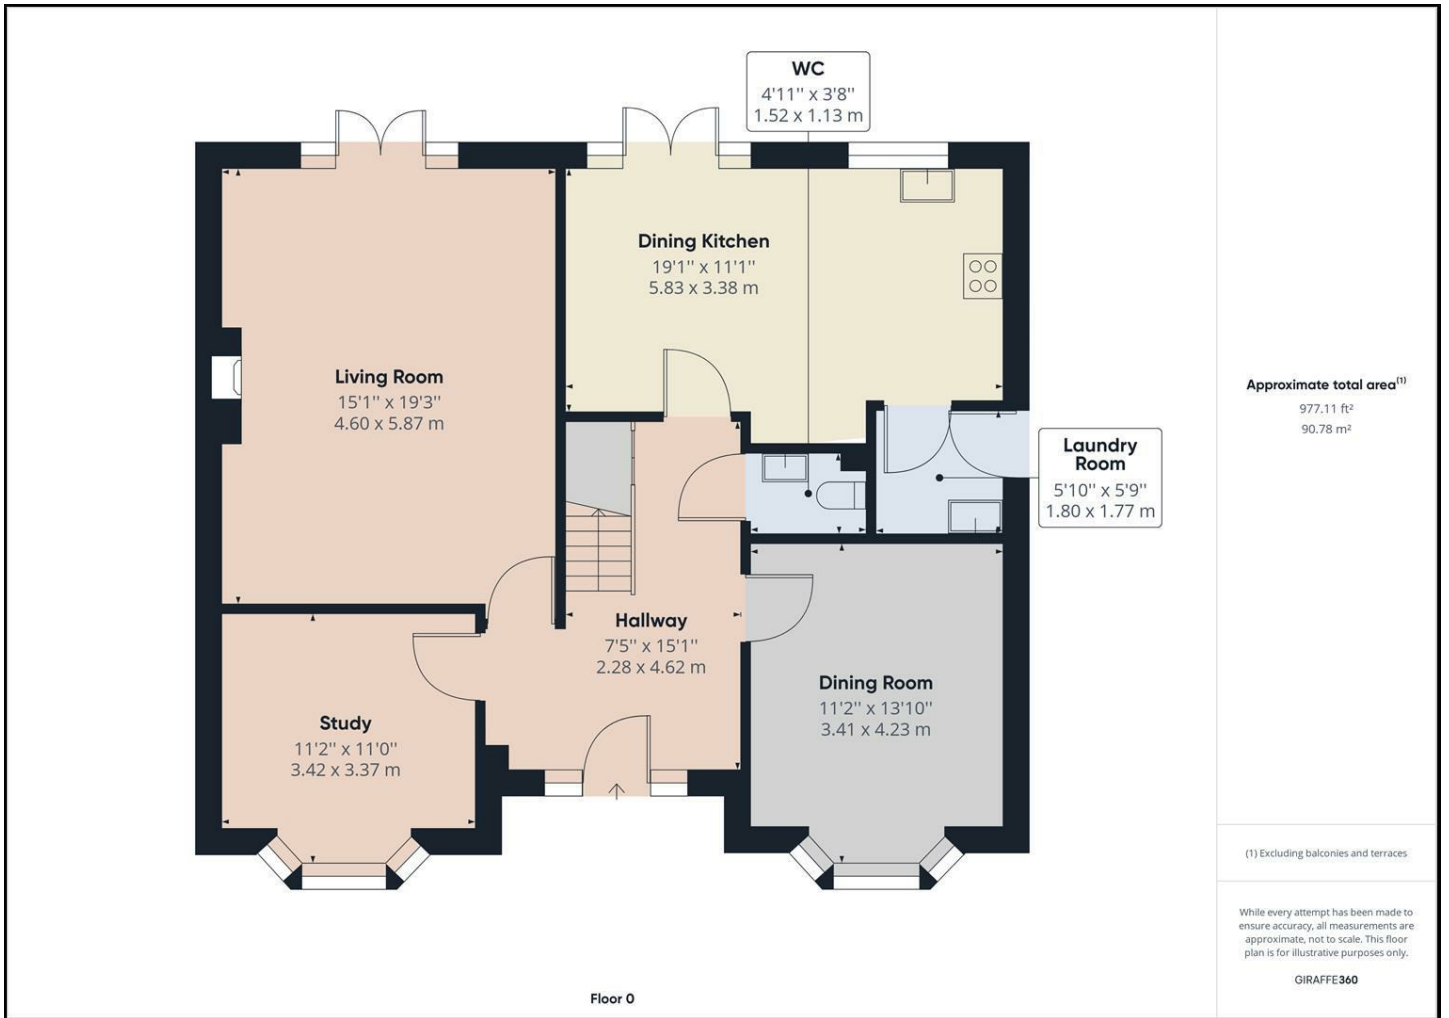 WC
4'11'' x 3'8''
1.52 x 1.13 m
Dining Kitchen
19'1'' x 11'1''
5.83 x 3.38 m
Living Room
15'1'' x 19'3''
4.60 x 5.87 m
Laundry
Room
5'10'' x 5'9''
1.80 x 1.77 m
Hallway
7'5'' x 15'1''
2.28 x 4.62 m
Dining Room
11'2'' x 13'10''
3.41 x 4.23 m
Study
11'2'' x 11'0''
3.42 x 3.37 m
Floor 0
Approximate total area(1)
977.11 ft²
90.78 m²
(1) Excluding balconies and terraces
While every attempt has been made to
ensure accuracy, all measurements are
approximate, not to scale. This floor
plan is for illustrative purposes only.
GIRAFFE360